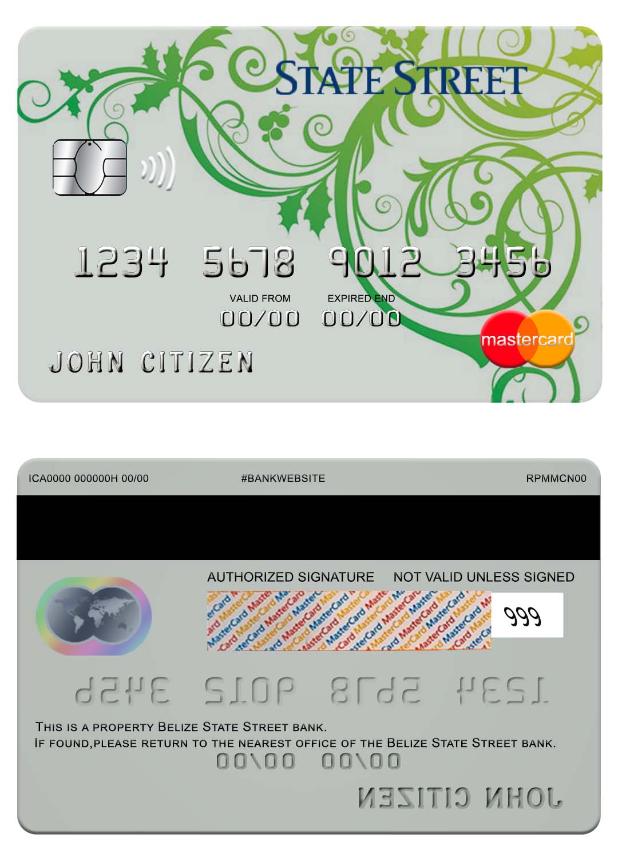 STATE STREET
1234 5678 9012 3456
VALID FROM EXPIRED END
00/00 00/00
mastercard
JOHN CITIZEN
ICA0000 000000H 00/00 #BANKWEBSITE RPMMCN00
AUTHORIZED SIGNATURE NOT VALID UNLESS SIGNED
MasterCard MasterCard MasterCard
999
1234 5678 9012 3456
THIS IS A PROPERTY BELIZE STATE STREET BANK.
IF FOUND,PLEASE RETURN TO THE NEAREST OFFICE OF THE BELIZE STATE STREET BANK.
00/00 00/00
JOHN CITIZEN